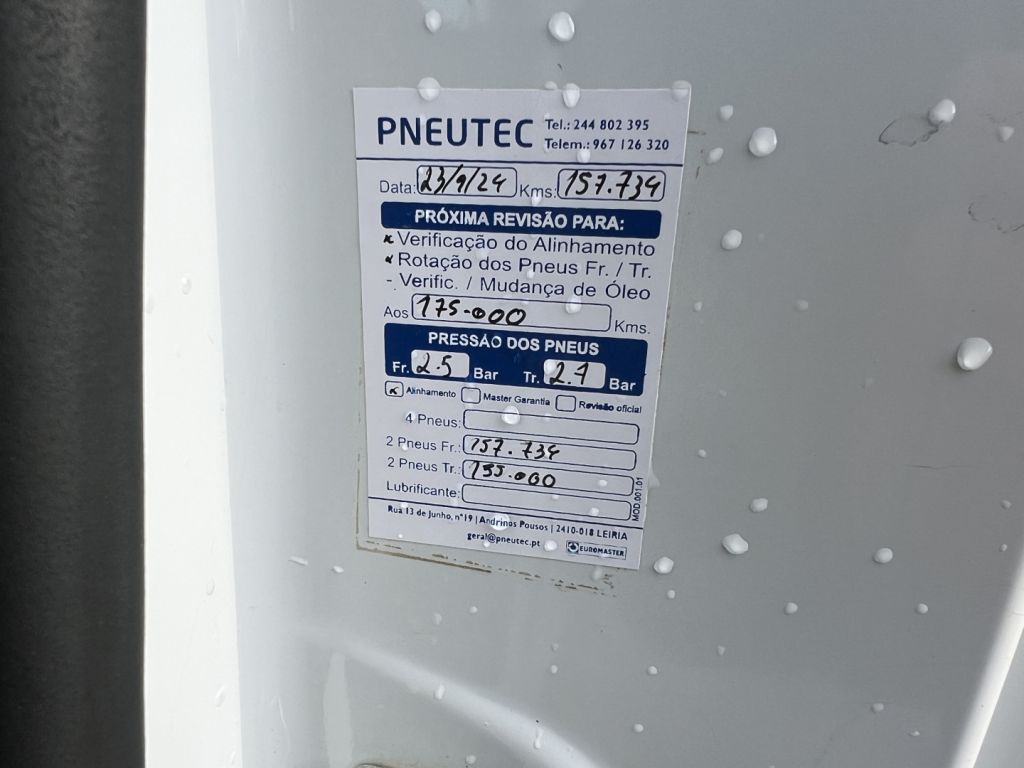 PNEUTEC Tel.: 244 802 395
Telem.: 967 126 320
Data: 23/9/24 Kms: 157.734
PRÓXIMA REVISÃO PARA:
x Verificação do Alinhamento
x Rotação dos Pneus Fr. / Tr.
- Verific. / Mudança de Óleo
Aos 175.000 Kms.
PRESSÃO DOS PNEUS
Fr. 2.5 Bar Tr. 2.7 Bar
x Alinhamento Master Garantia Revisão oficial
4 Pneus:
2 Pneus Fr.: 157.734
2 Pneus Tr.: 155.000
Lubrificante:
MOD.001.01
Rua 13 de Junho, nº19 | Andrinos Pousos | 2410-018 LEIRIA
geral@pneutec.pt EUROMASTER